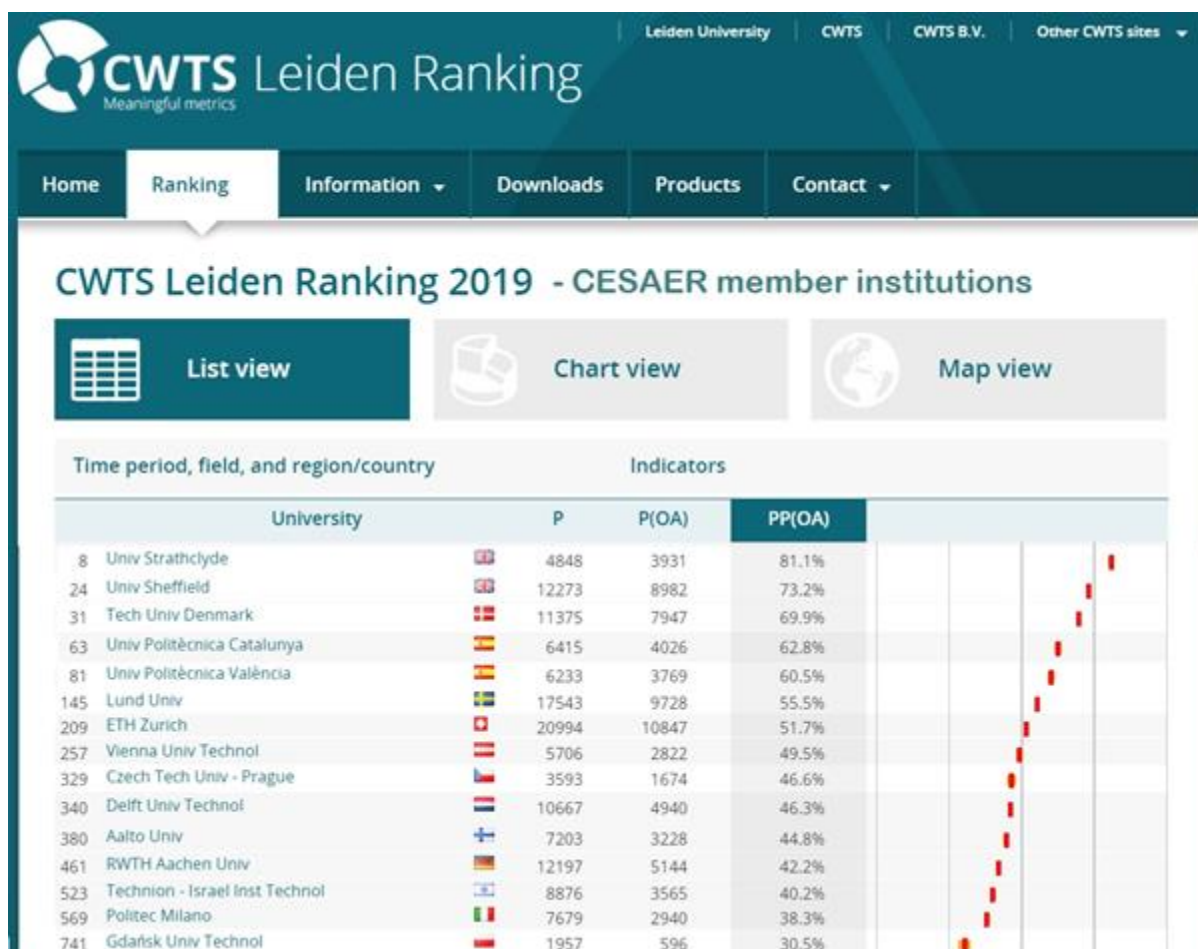 Leiden University CWTS CWTS B.V. Other CWTS sites
CWTS Leiden Ranking
Meaningful metrics
Home Ranking Information Downloads Products Contact
CWTS Leiden Ranking 2019 - CESAER member institutions
List view Chart view Map view
Time period, field, and region/country Indicators
University P P(OA) PP(OA)
8 Univ Strathclyde 4848 3931 81.1%
24 Univ Sheffield 12273 8982 73.2%
31 Tech Univ Denmark 11375 7947 69.9%
63 Univ Politècnica Catalunya 6415 4026 62.8%
81 Univ Politècnica València 6233 3769 60.5%
145 Lund Univ 17543 9728 55.5%
209 ETH Zurich 20994 10847 51.7%
257 Vienna Univ Technol 5706 2822 49.5%
329 Czech Tech Univ - Prague 3593 1674 46.6%
340 Delft Univ Technol 10667 4940 46.3%
380 Aalto Univ 7203 3228 44.8%
461 RWTH Aachen Univ 12197 5144 42.2%
523 Technion - Israel Inst Technol 8876 3565 40.2%
569 Politec Milano 7679 2940 38.3%
741 Gdańsk Univ Technol 1957 596 30.5%